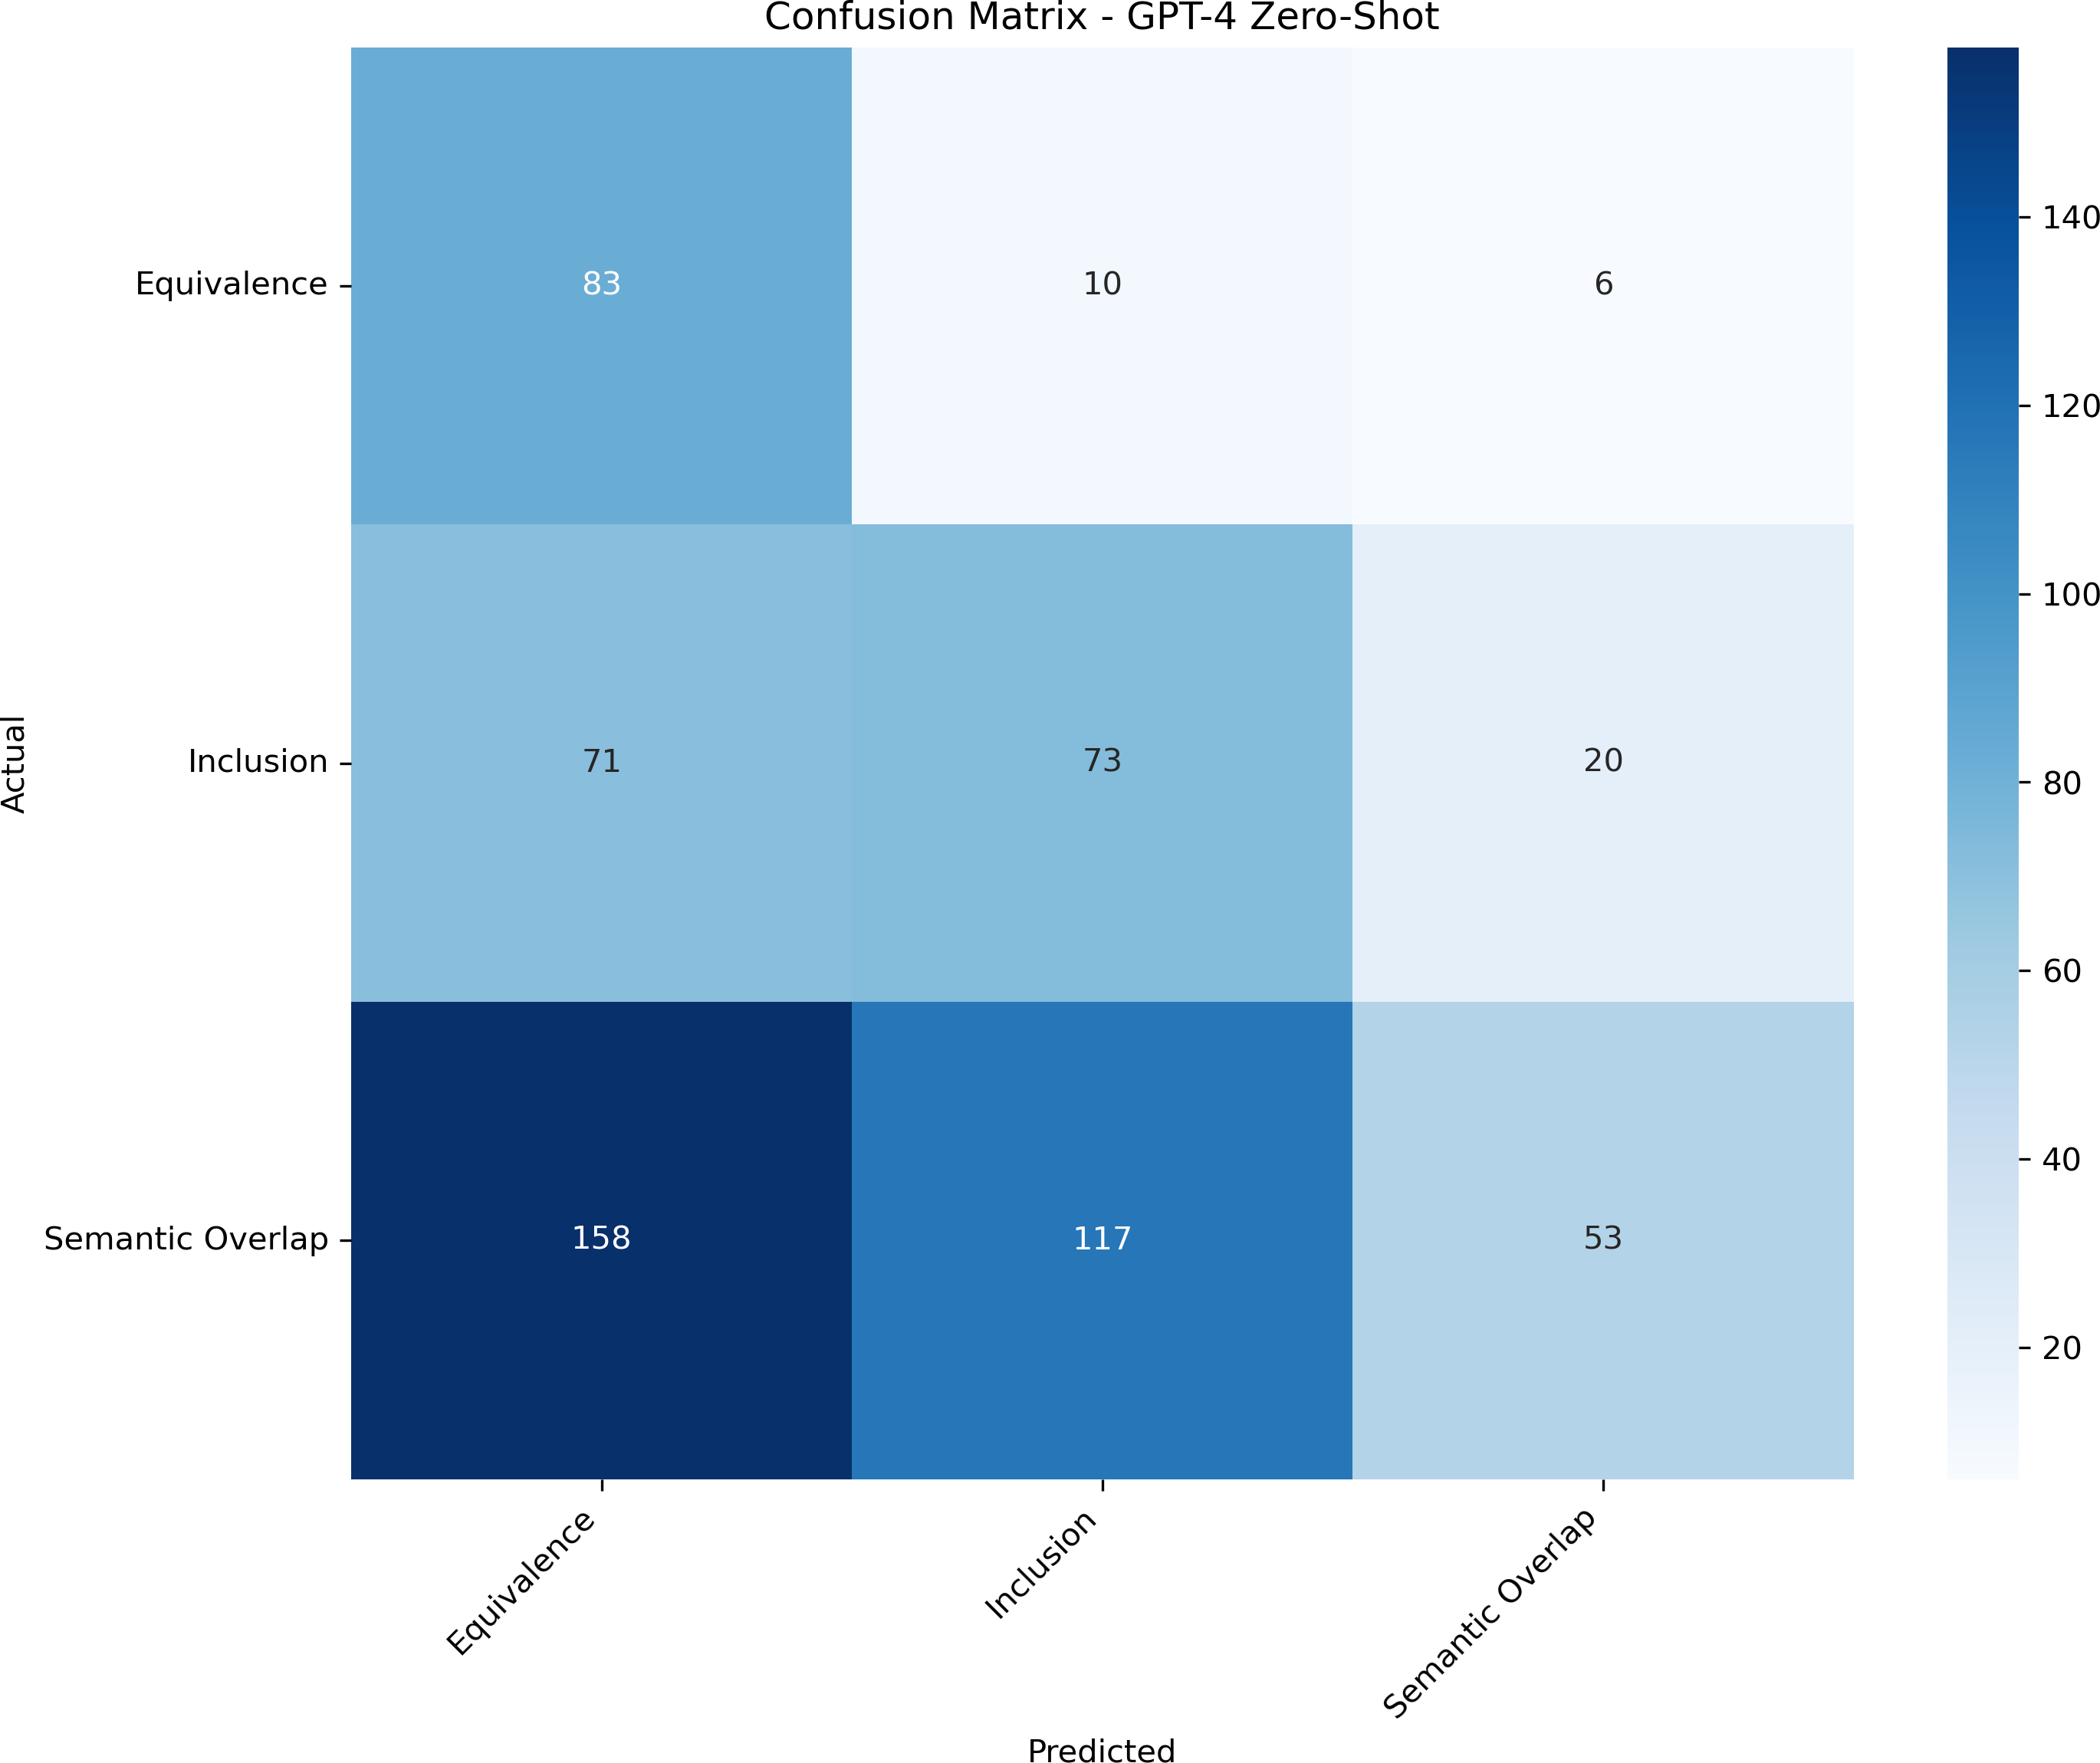 Confusion Matrix - GPT-4 Zero-Shot
Actual
Equivalence
83
10
6
Inclusion
71
73
20
Semantic Overlap
158
117
53
Equivalence
Inclusion
Semantic Overlap
Predicted
140
120
100
80
60
40
20